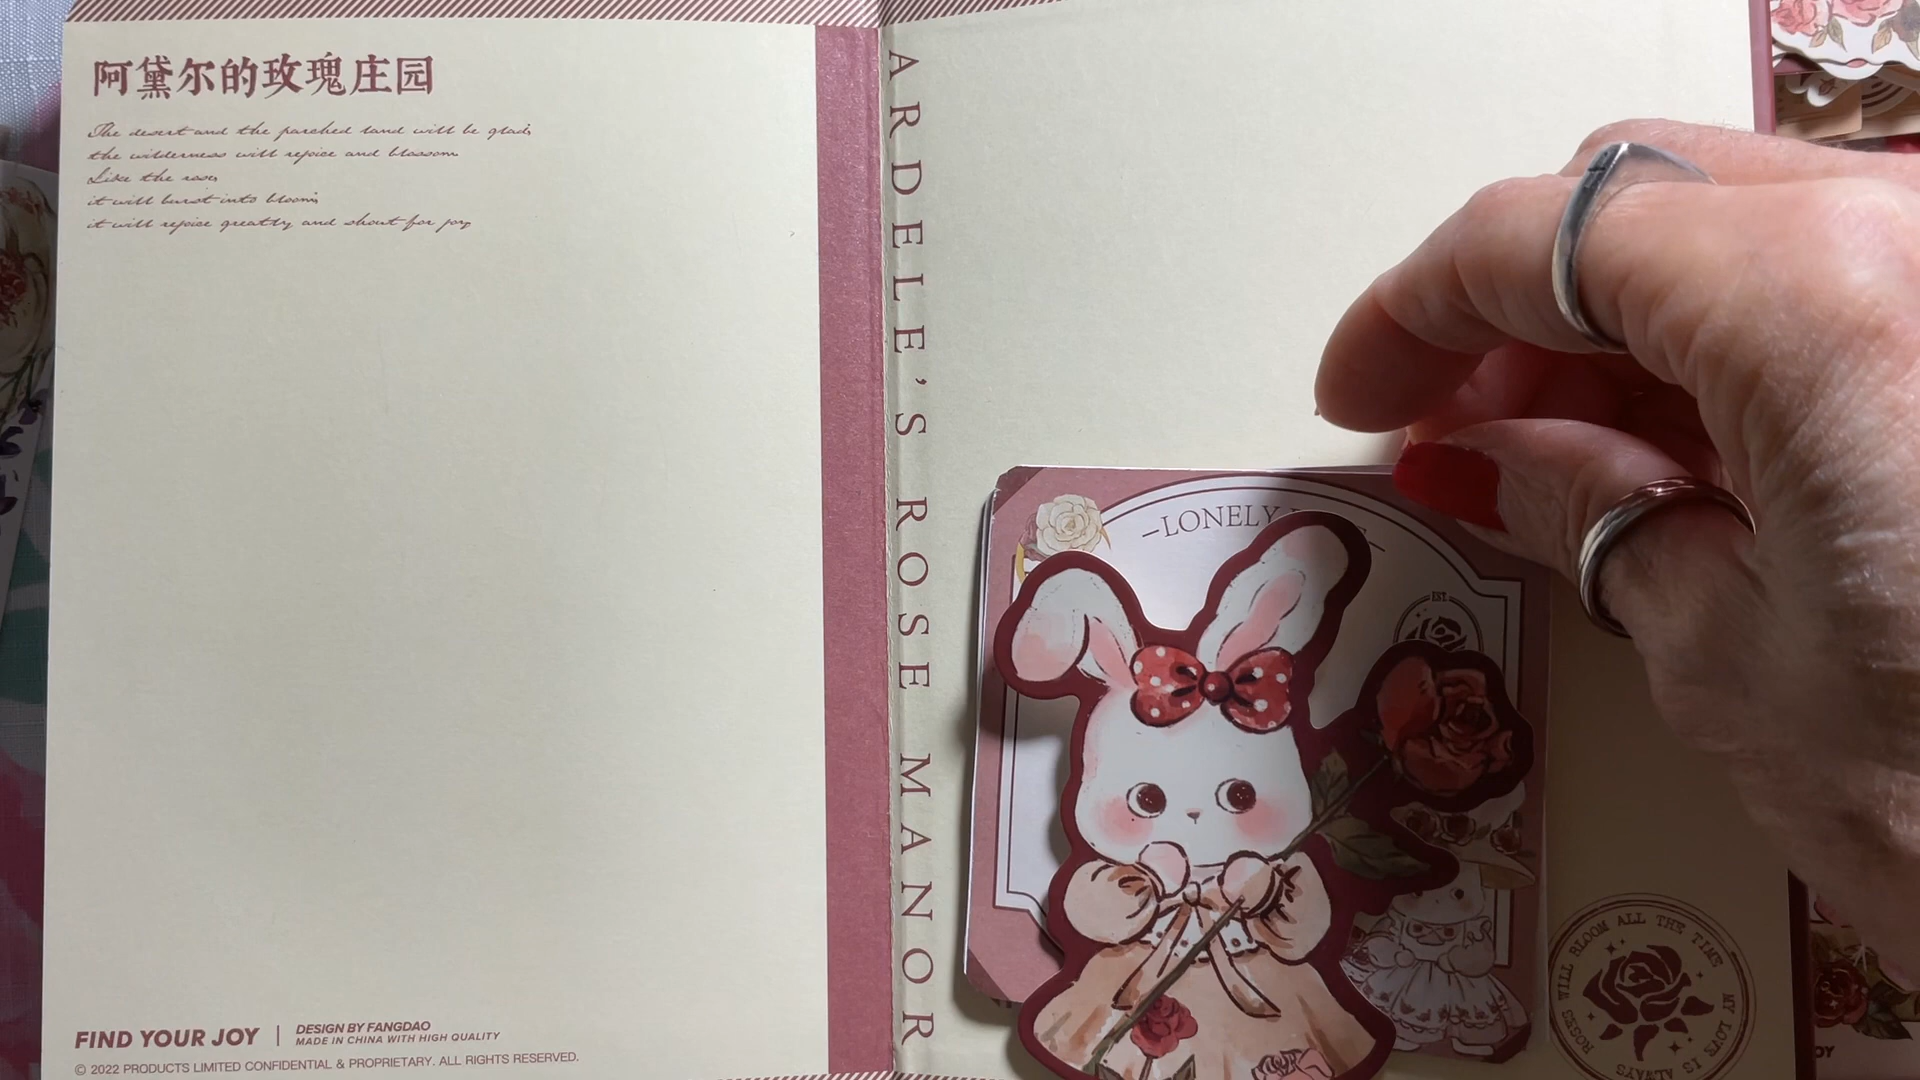 阿黛尔的玫瑰庄园
The desert and the parched land will be glad;
the wilderness will rejoice and blossom.
Like the roses
it will burst into bloom;
it will rejoice greatly and shout for joy
FIND YOUR JOY
DESIGN BY FANGDAO
MADE IN CHINA WITH HIGH QUALITY
© 2022 PRODUCTS LIMITED CONFIDENTIAL & PROPRIETARY. ALL RIGHTS RESERVED.
ARDELE'S ROSE MANOR
–LONELY
EST.
ROSES WILL BLOOM ALL THE TIME
MY LOVE IS ALWAYS
OY